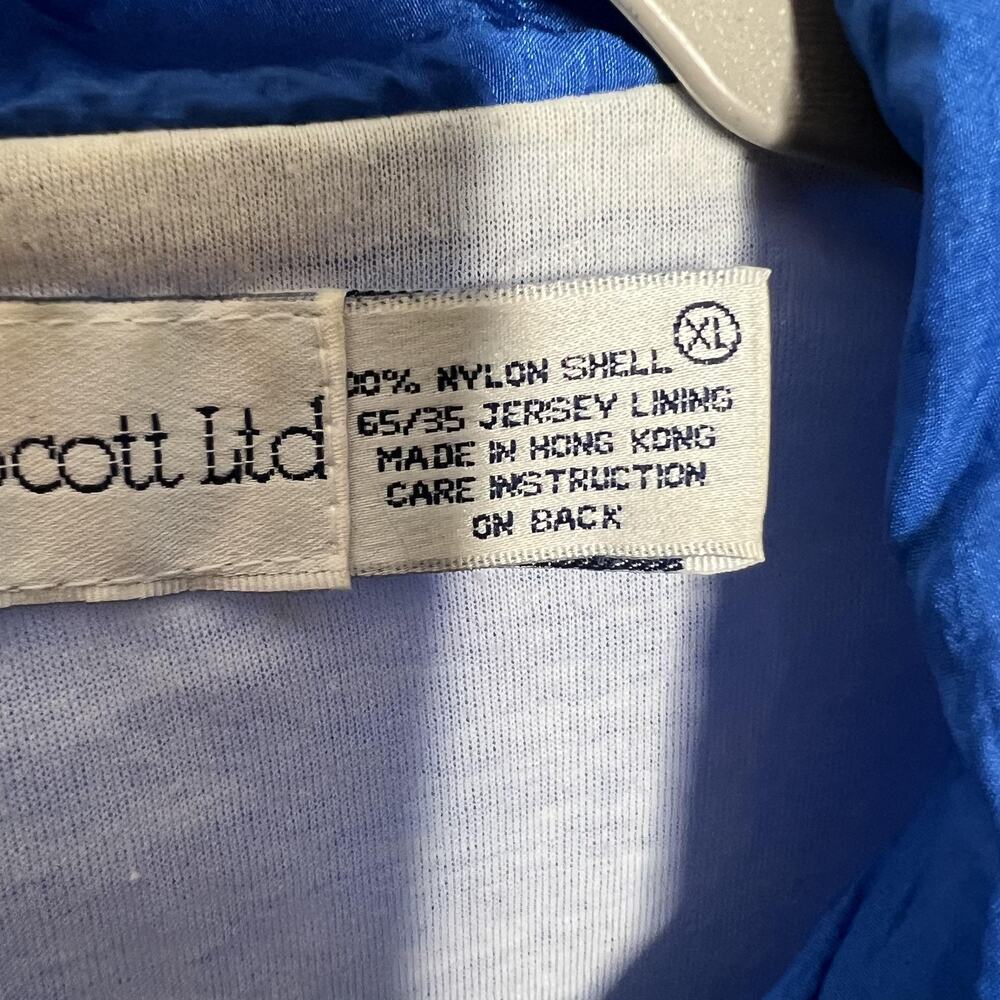 cott Ltd
XL
00% NYLON SHELL
65/35 JERSEY LINING
MADE IN HONG KONG
CARE INSTRUCTION
ON BACK